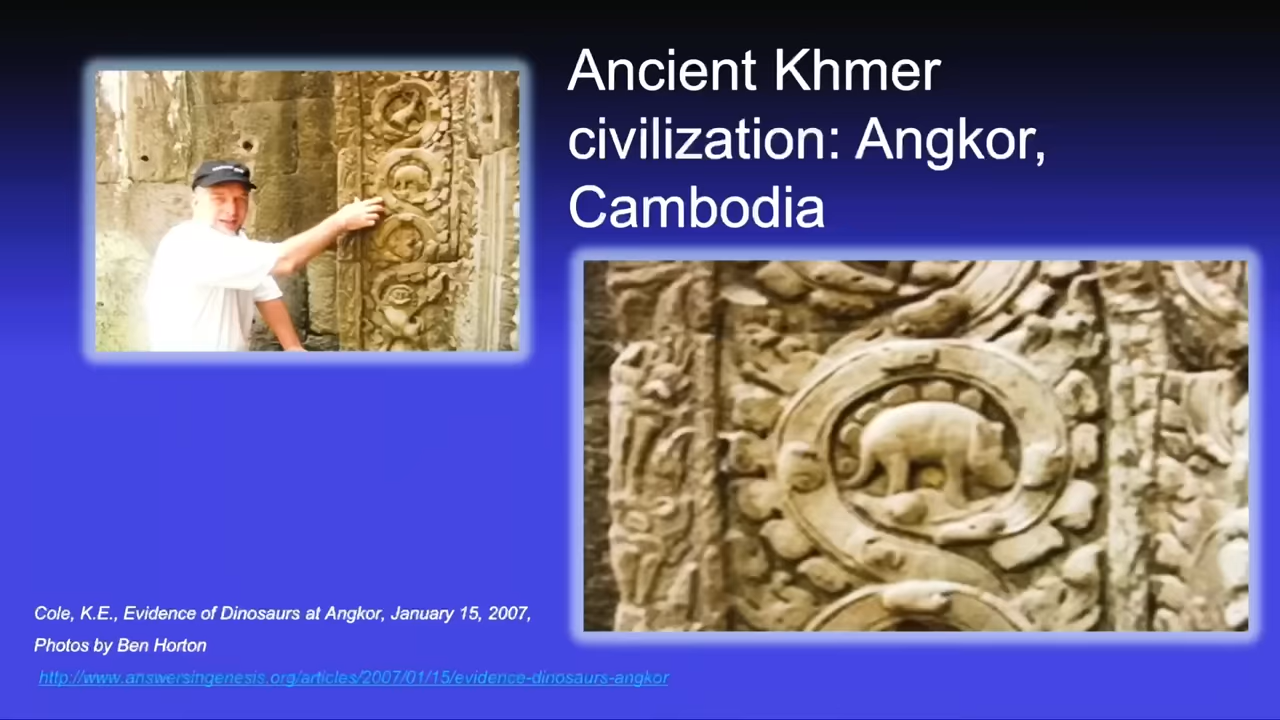 Ancient Khmer
civilization: Angkor,
Cambodia
Cole, K.E., Evidence of Dinosaurs at Angkor, January 15, 2007,
Photos by Ben Horton
http://www.answersingenesis.org/articles/2007/01/15/evidence-dinosaurs-angkor